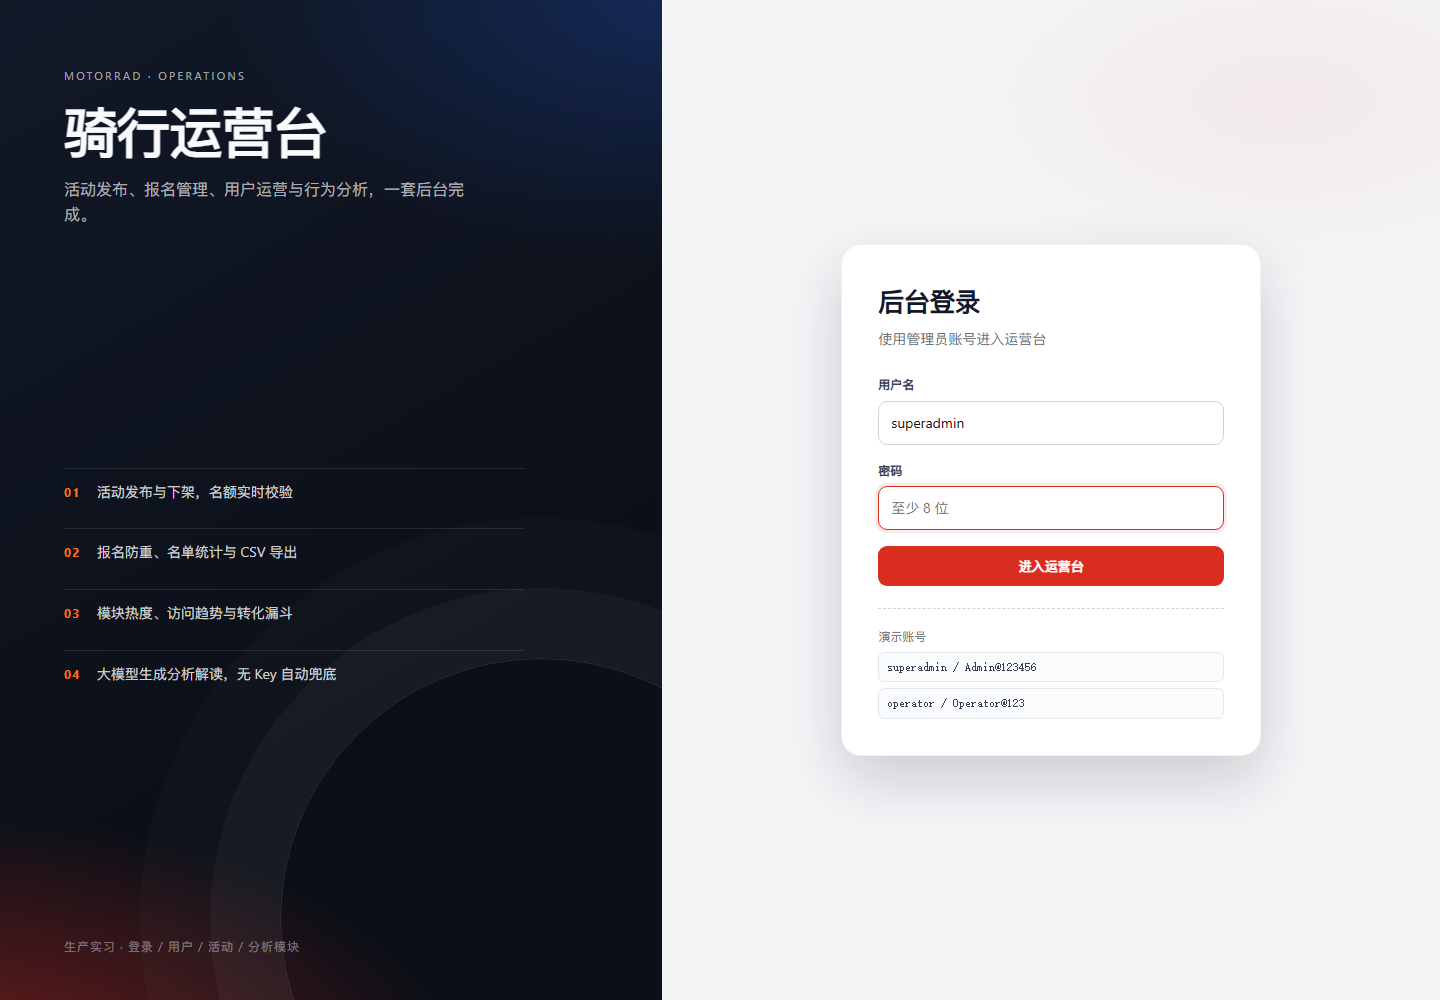 MOTORRAD · OPERATIONS
骑行运营台
活动发布、报名管理、用户运营与行为分析，一套后台完
成。
01 活动发布与下架，名额实时校验
02 报名防重、名单统计与 CSV 导出
03 模块热度、访问趋势与转化漏斗
04 大模型生成分析解读，无 Key 自动兜底
生产实习 · 登录 / 用户 / 活动 / 分析模块
后台登录
使用管理员账号进入运营台
用户名
superadmin
密码
至少 8 位
进入运营台
演示账号
superadmin / Admin@123456
operator / Operator@123